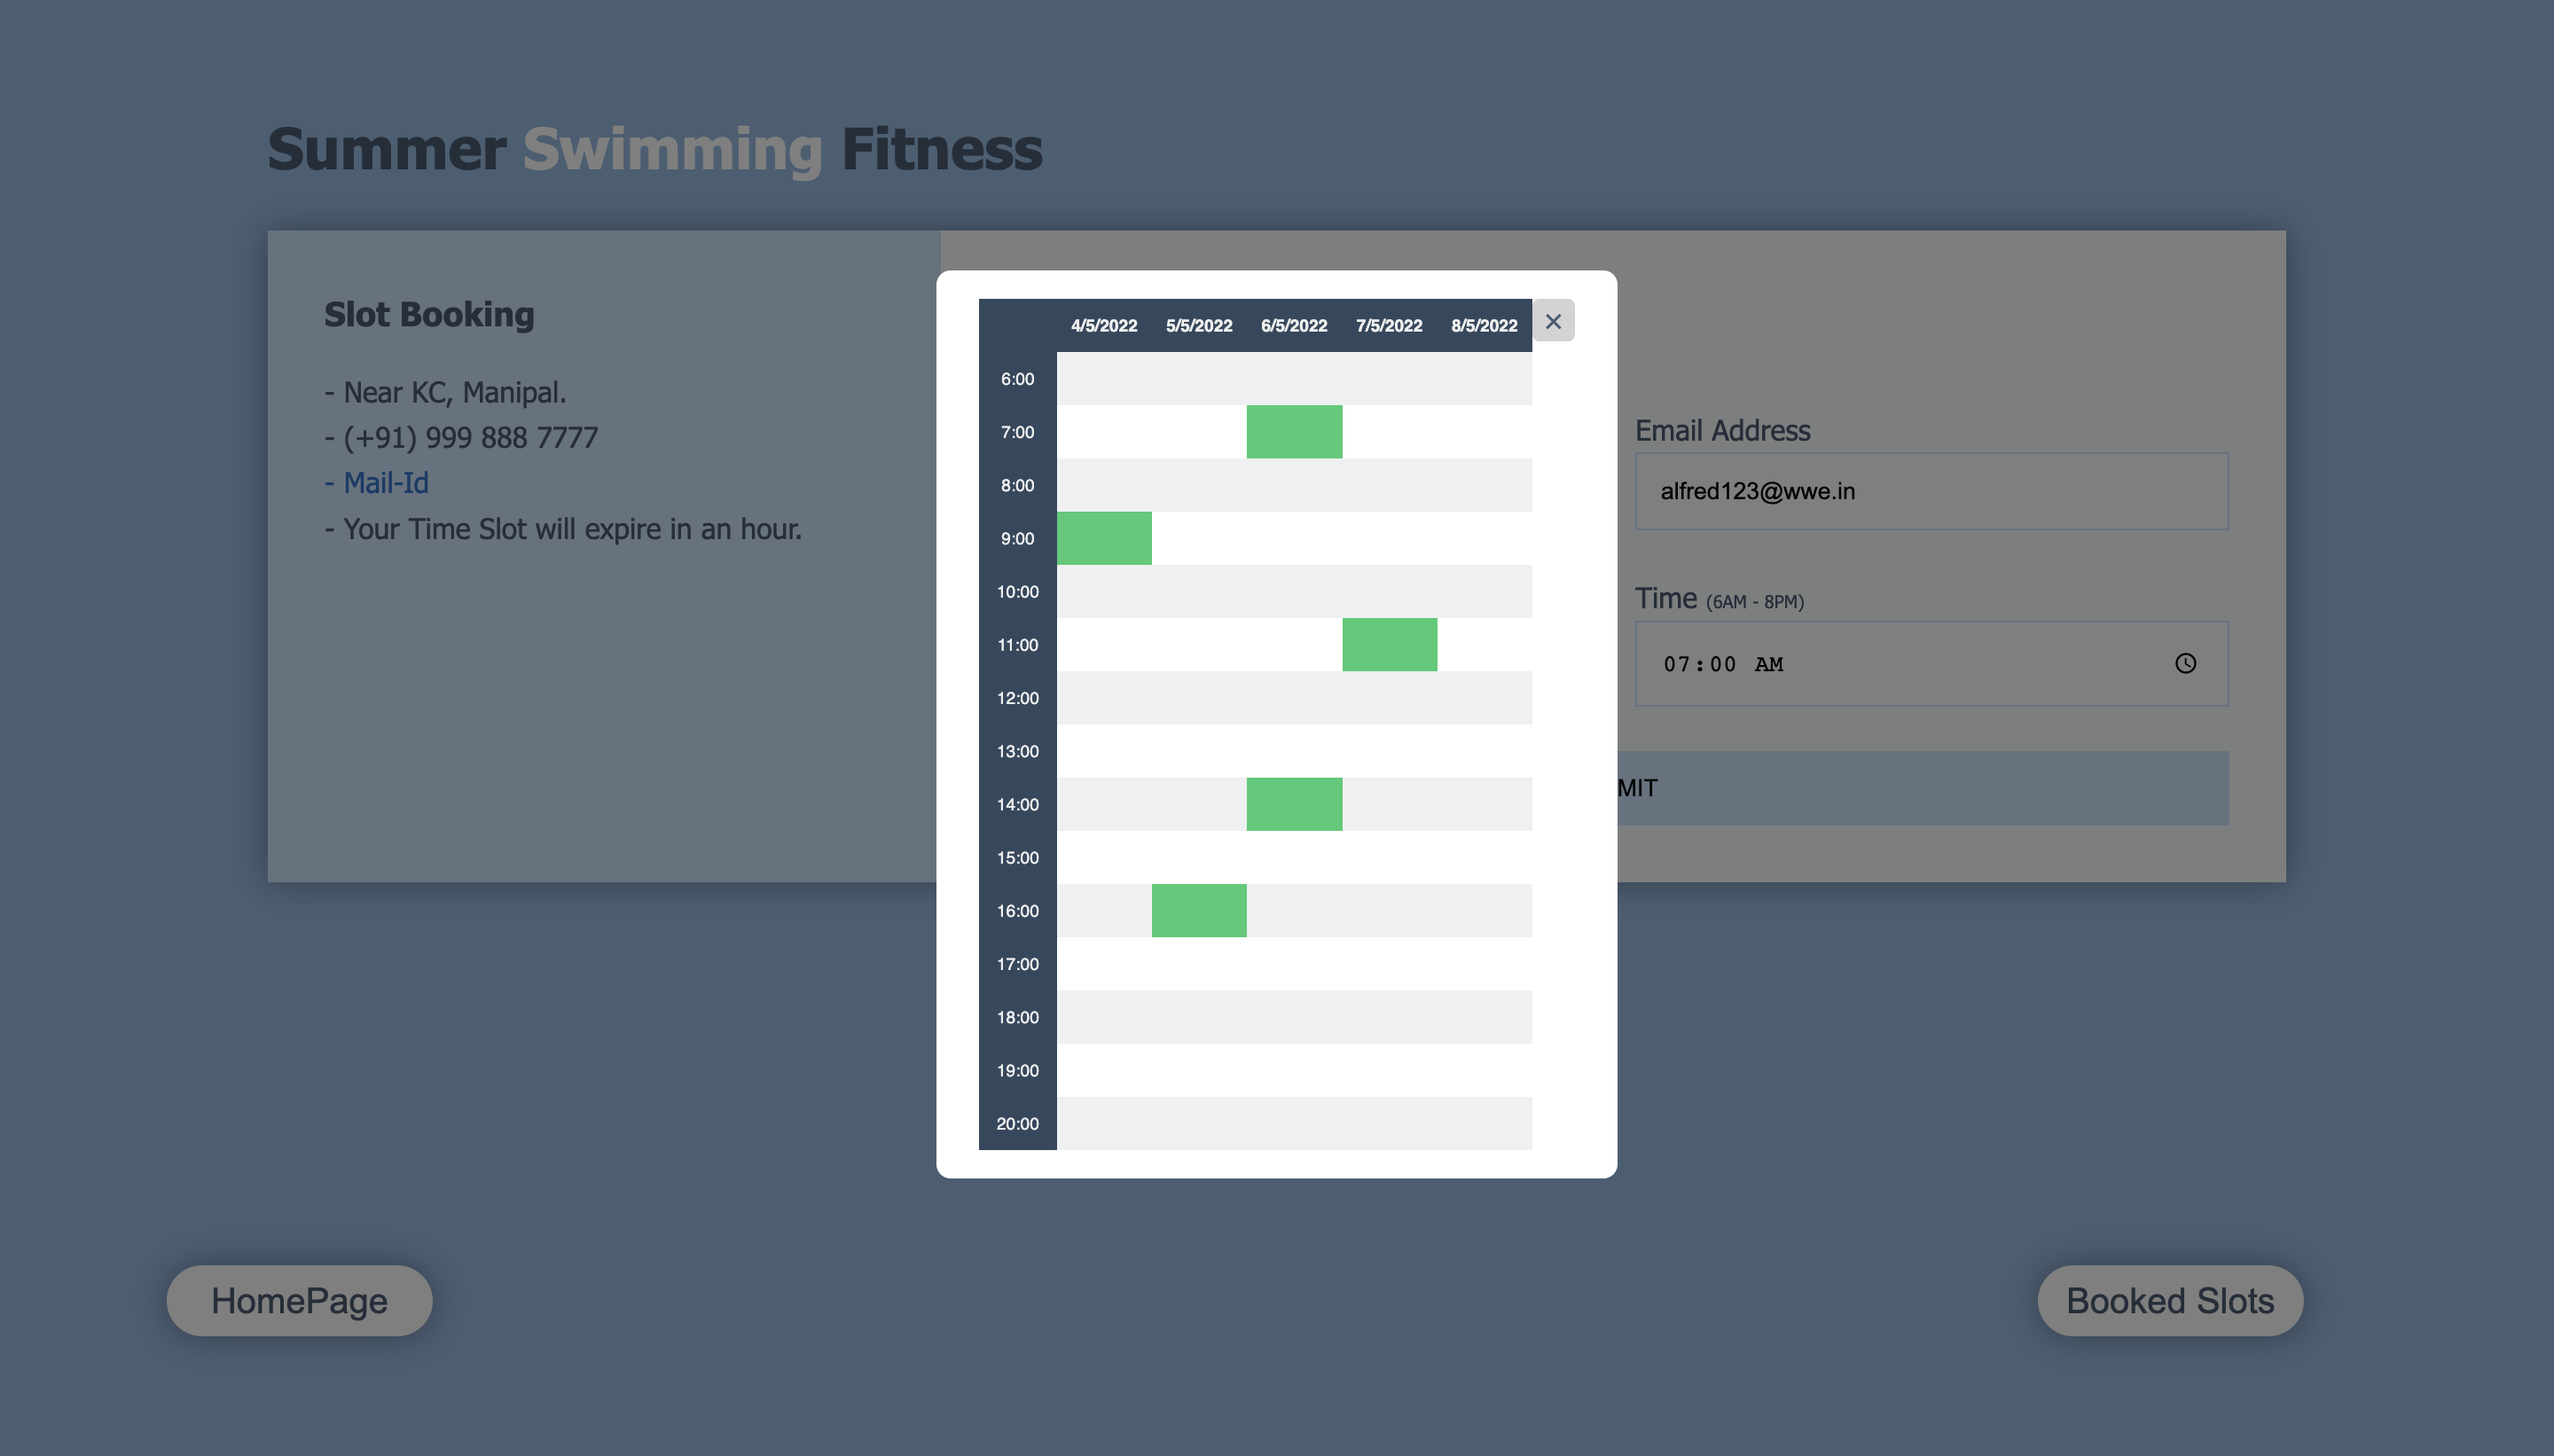 Summer Swimming Fitness
Slot Booking
- Near KC, Manipal.
- (+91) 999 888 7777
- Mail-Id
- Your Time Slot will expire in an hour.
4/5/2022 5/5/2022 6/5/2022 7/5/2022 8/5/2022
×
6:00
7:00
8:00
9:00
10:00
11:00
12:00
13:00
14:00
15:00
16:00
17:00
18:00
19:00
20:00
Email Address
alfred123@wwe.in
Time (6AM - 8PM)
07:00 AM
MIT
HomePage
Booked Slots